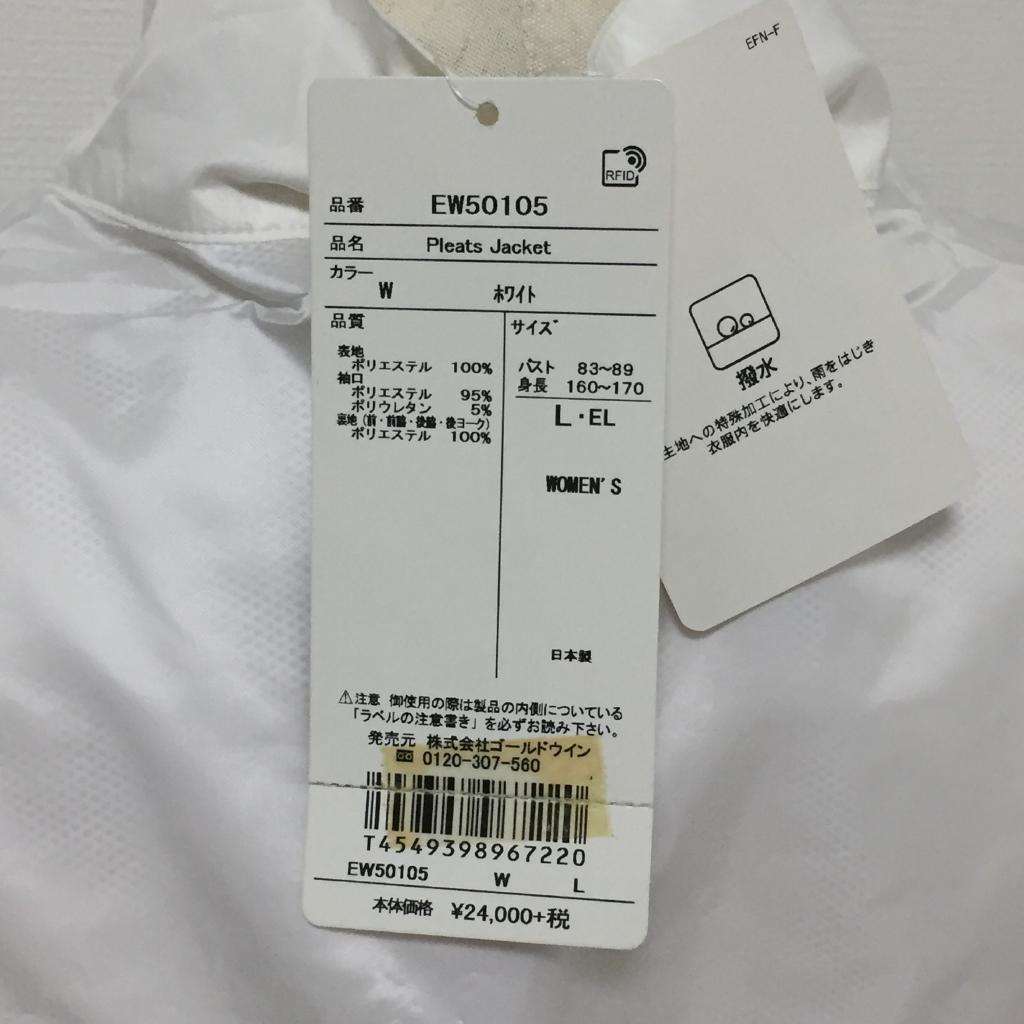 EFN-F
RFID
品番 EW50105
品名 Pleats Jacket
カラー
W ホワイト
品質
表地
ポリエステル 100%
袖口
ポリエステル 95%
ポリウレタン 5%
裏地(前・前脇・後脇・後ヨーク)
ポリエステル 100%
サイズ
バスト 83~89
身長 160~170
L・EL
WOMEN'S
日本製
⚠注意 御使用の際は製品の内側についている
「ラベルの注意書き」を必ずお読み下さい。
発売元 株式会社ゴールドウイン
0120-307-560
T4549398967220
EW50105 W L
本体価格 ¥24,000+税
撥水
生地への特殊加工により、雨をはじき
衣服内を快適にします。